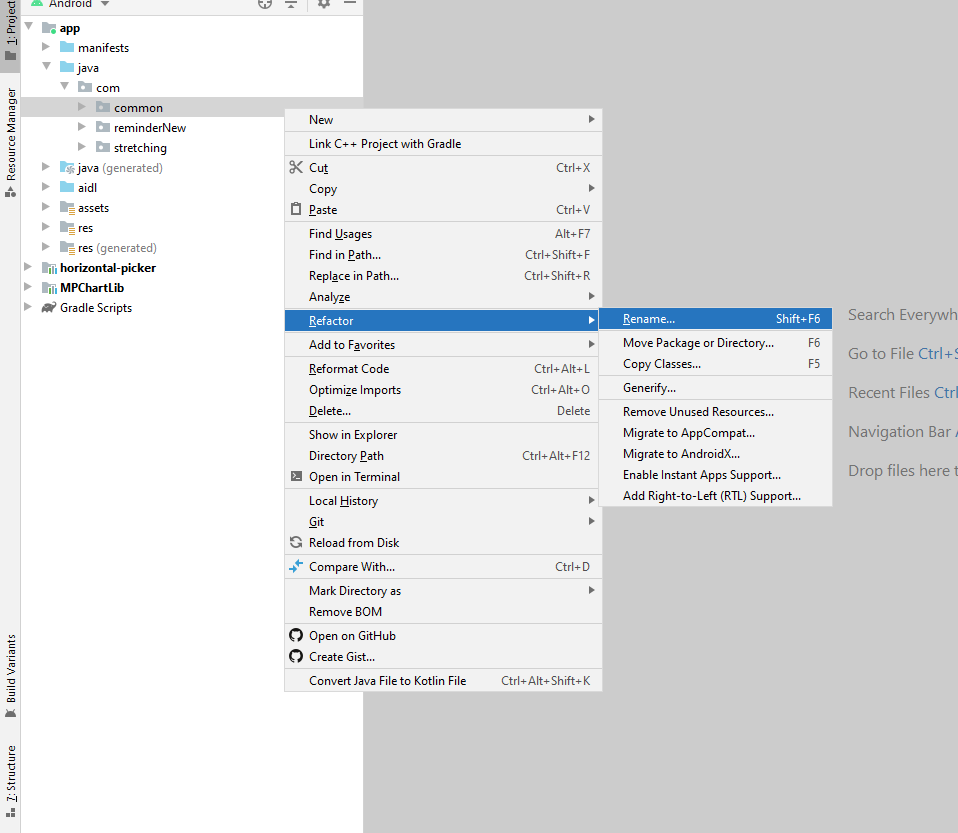 Android
1: Project
Resource Manager
Build Variants
7: Structure
app
manifests
java
com
common
reminderNew
stretching
java (generated)
aidl
assets
res
res (generated)
horizontal-picker
MPChartLib
Gradle Scripts
New
Link C++ Project with Gradle
Cut Ctrl+X
Copy
Paste Ctrl+V
Find Usages Alt+F7
Find in Path... Ctrl+Shift+F
Replace in Path... Ctrl+Shift+R
Analyze
Refactor
Add to Favorites
Reformat Code Ctrl+Alt+L
Optimize Imports Ctrl+Alt+O
Delete... Delete
Show in Explorer
Directory Path Ctrl+Alt+F12
Open in Terminal
Local History
Git
Reload from Disk
Compare With... Ctrl+D
Mark Directory as
Remove BOM
Open on GitHub
Create Gist...
Convert Java File to Kotlin File Ctrl+Alt+Shift+K
Rename... Shift+F6
Move Package or Directory... F6
Copy Classes... F5
Generify...
Remove Unused Resources...
Migrate to AppCompat...
Migrate to AndroidX...
Enable Instant Apps Support...
Add Right-to-Left (RTL) Support...
Search Everywh
Go to File Ctrl+S
Recent Files Ctrl
Navigation Bar A
Drop files here t